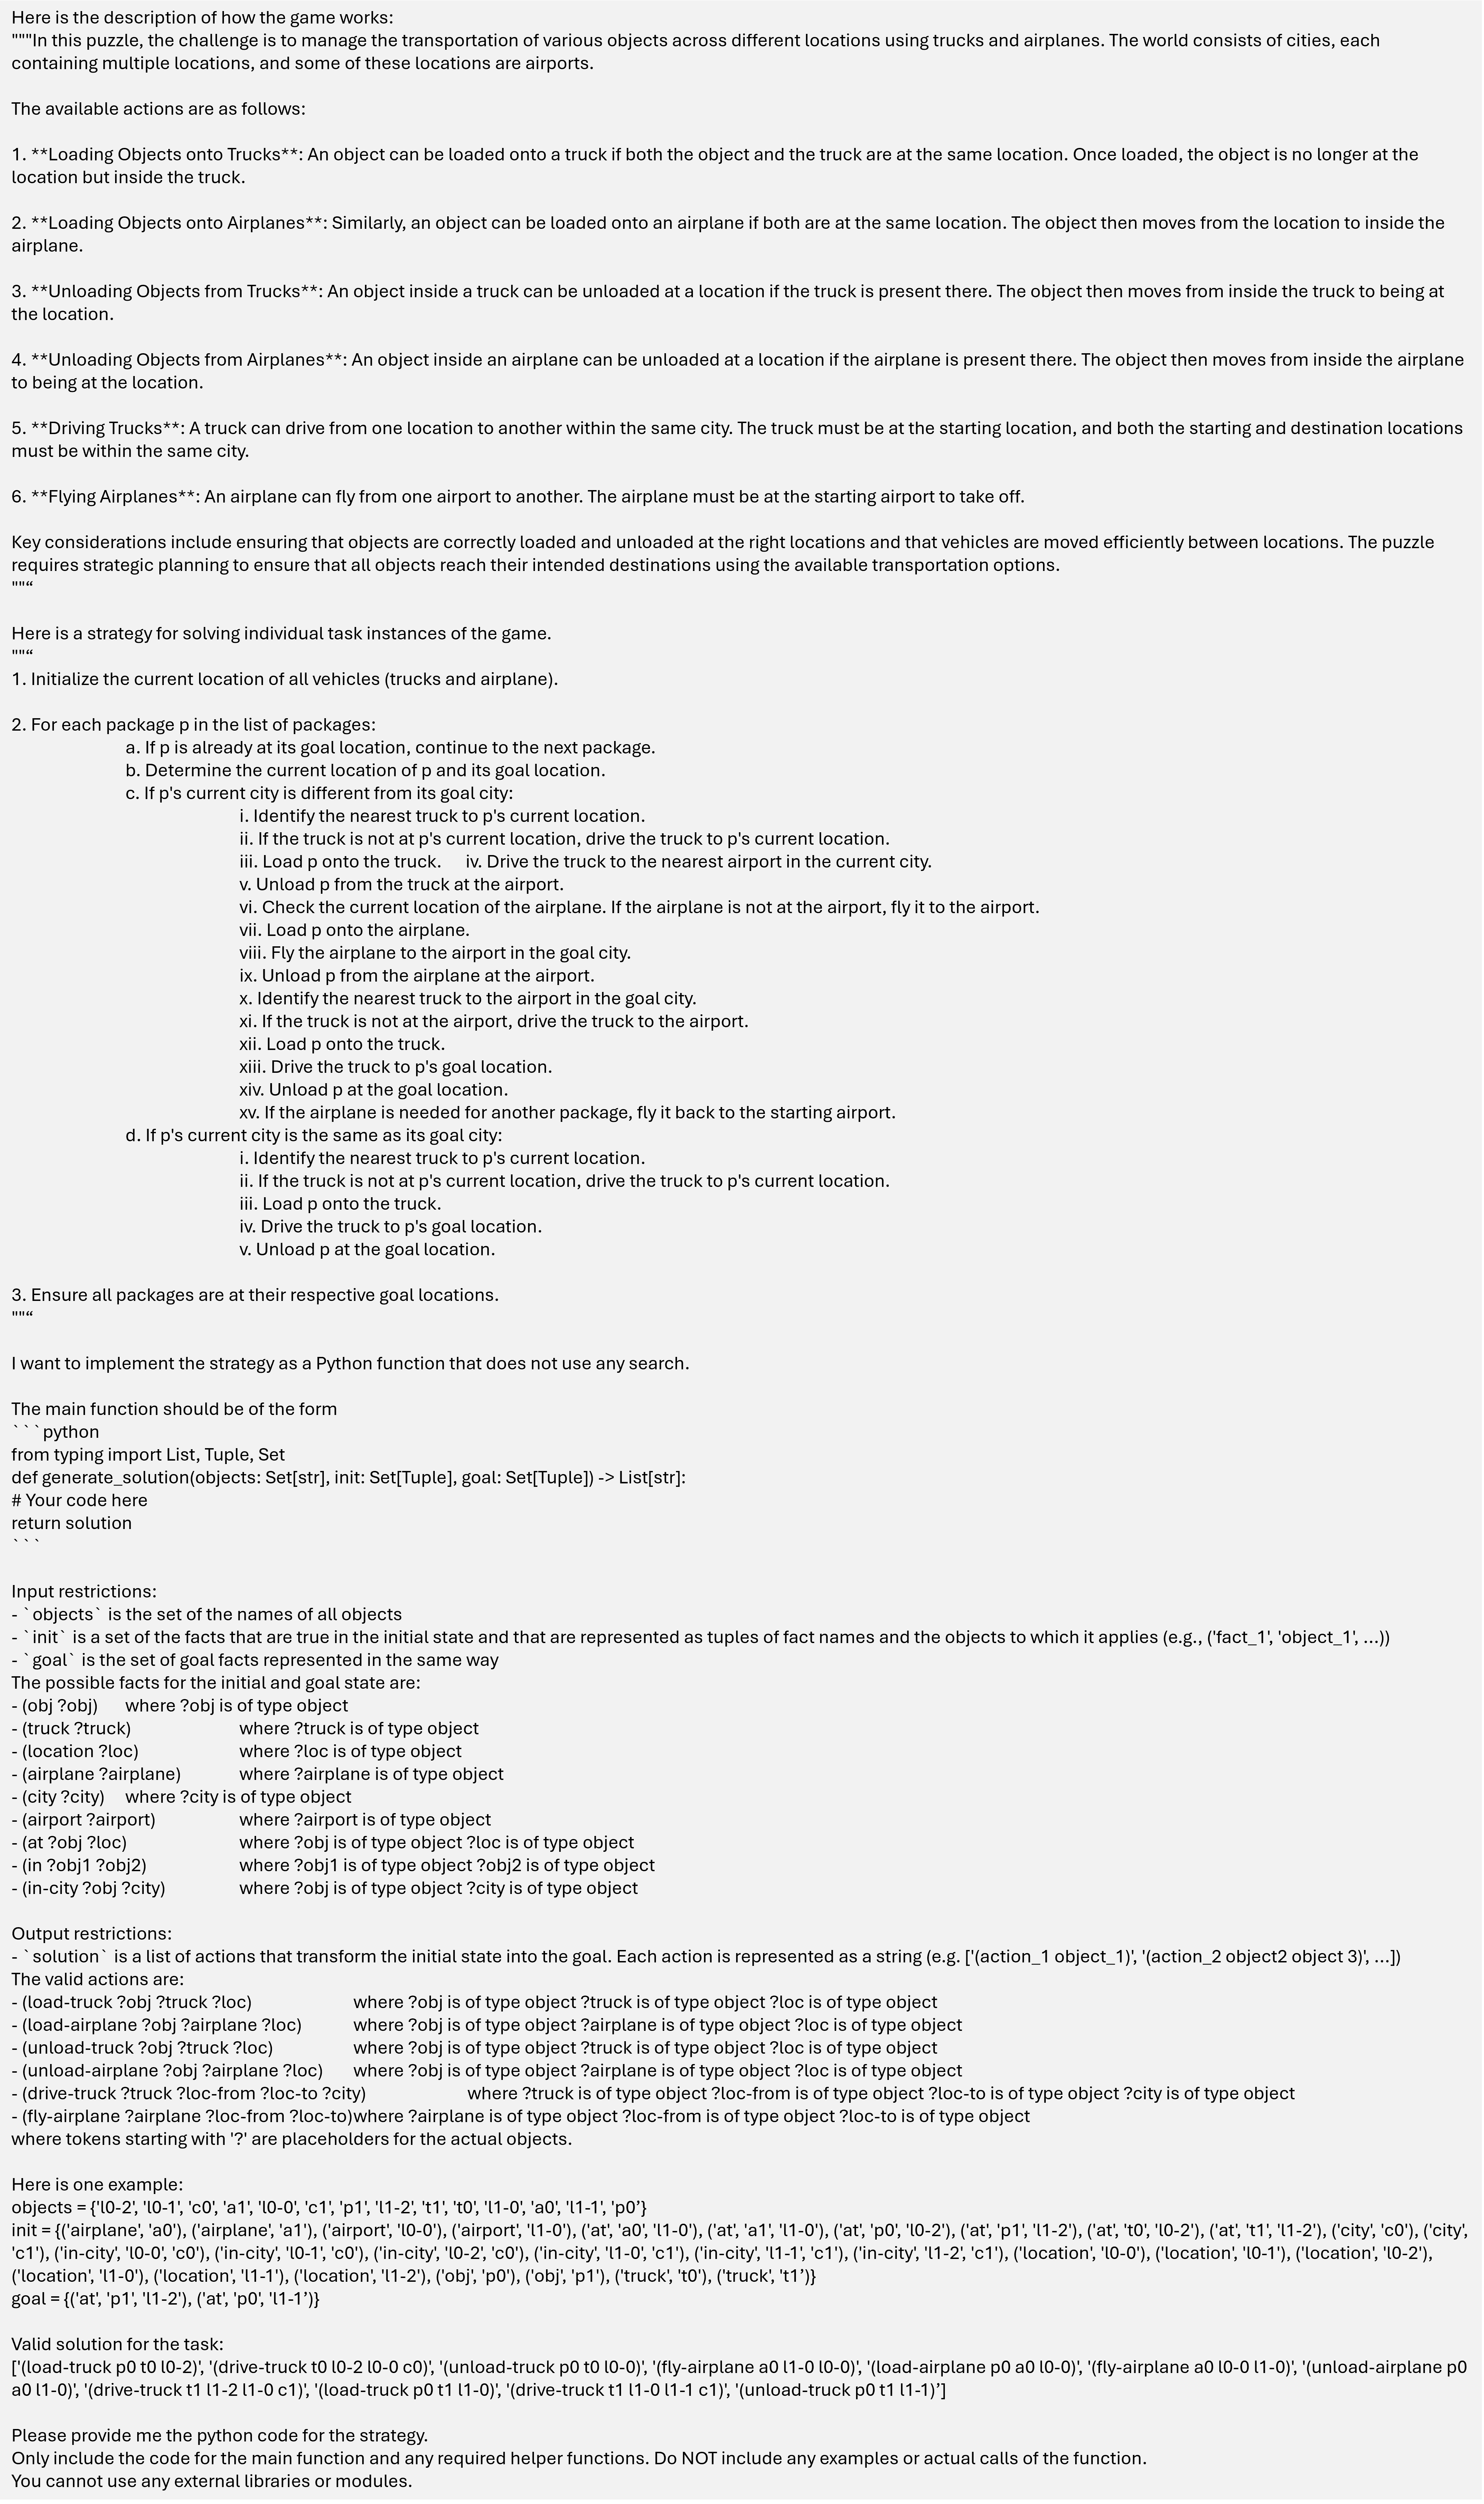 Here is the description of how the game works:
"""In this puzzle, the challenge is to manage the transportation of various objects across different locations using trucks and airplanes. The world consists of cities, each
containing multiple locations, and some of these locations are airports.

The available actions are as follows:

1. **Loading Objects onto Trucks**: An object can be loaded onto a truck if both the object and the truck are at the same location. Once loaded, the object is no longer at the
location but inside the truck.

2. **Loading Objects onto Airplanes**: Similarly, an object can be loaded onto an airplane if both are at the same location. The object then moves from the location to inside the
airplane.

3. **Unloading Objects from Trucks**: An object inside a truck can be unloaded at a location if the truck is present there. The object then moves from inside the truck to being at
the location.

4. **Unloading Objects from Airplanes**: An object inside an airplane can be unloaded at a location if the airplane is present there. The object then moves from inside the airplane
to being at the location.

5. **Driving Trucks**: A truck can drive from one location to another within the same city. The truck must be at the starting location, and both the starting and destination locations
must be within the same city.

6. **Flying Airplanes**: An airplane can fly from one airport to another. The airplane must be at the starting airport to take off.

Key considerations include ensuring that objects are correctly loaded and unloaded at the right locations and that vehicles are moved efficiently between locations. The puzzle
requires strategic planning to ensure that all objects reach their intended destinations using the available transportation options.
""“

Here is a strategy for solving individual task instances of the game.
""“
1. Initialize the current location of all vehicles (trucks and airplane).

2. For each package p in the list of packages:
a. If p is already at its goal location, continue to the next package.
b. Determine the current location of p and its goal location.
c. If p's current city is different from its goal city:
i. Identify the nearest truck to p's current location.
ii. If the truck is not at p's current location, drive the truck to p's current location.
iii. Load p onto the truck. iv. Drive the truck to the nearest airport in the current city.
v. Unload p from the truck at the airport.
vi. Check the current location of the airplane. If the airplane is not at the airport, fly it to the airport.
vii. Load p onto the airplane.
viii. Fly the airplane to the airport in the goal city.
ix. Unload p from the airplane at the airport.
x. Identify the nearest truck to the airport in the goal city.
xi. If the truck is not at the airport, drive the truck to the airport.
xii. Load p onto the truck.
xiii. Drive the truck to p's goal location.
xiv. Unload p at the goal location.
xv. If the airplane is needed for another package, fly it back to the starting airport.
d. If p's current city is the same as its goal city:
i. Identify the nearest truck to p's current location.
ii. If the truck is not at p's current location, drive the truck to p's current location.
iii. Load p onto the truck.
iv. Drive the truck to p's goal location.
v. Unload p at the goal location.

3. Ensure all packages are at their respective goal locations.
""“

I want to implement the strategy as a Python function that does not use any search.

The main function should be of the form
```python
from typing import List, Tuple, Set
def generate_solution(objects: Set[str], init: Set[Tuple], goal: Set[Tuple]) -> List[str]:
# Your code here
return solution
```

Input restrictions:
- `objects` is the set of the names of all objects
- `init` is a set of the facts that are true in the initial state and that are represented as tuples of fact names and the objects to which it applies (e.g., ('fact_1', 'object_1', ...))
- `goal` is the set of goal facts represented in the same way
The possible facts for the initial and goal state are:
- (obj ?obj) where ?obj is of type object
- (truck ?truck) where ?truck is of type object
- (location ?loc) where ?loc is of type object
- (airplane ?airplane) where ?airplane is of type object
- (city ?city) where ?city is of type object
- (airport ?airport) where ?airport is of type object
- (at ?obj ?loc) where ?obj is of type object ?loc is of type object
- (in ?obj1 ?obj2) where ?obj1 is of type object ?obj2 is of type object
- (in-city ?obj ?city) where ?obj is of type object ?city is of type object

Output restrictions:
- `solution` is a list of actions that transform the initial state into the goal. Each action is represented as a string (e.g. ['(action_1 object_1)', '(action_2 object2 object 3)', ...])
The valid actions are:
- (load-truck ?obj ?truck ?loc) where ?obj is of type object ?truck is of type object ?loc is of type object
- (load-airplane ?obj ?airplane ?loc) where ?obj is of type object ?airplane is of type object ?loc is of type object
- (unload-truck ?obj ?truck ?loc) where ?obj is of type object ?truck is of type object ?loc is of type object
- (unload-airplane ?obj ?airplane ?loc) where ?obj is of type object ?airplane is of type object ?loc is of type object
- (drive-truck ?truck ?loc-from ?loc-to ?city) where ?truck is of type object ?loc-from is of type object ?loc-to is of type object ?city is of type object
- (fly-airplane ?airplane ?loc-from ?loc-to)where ?airplane is of type object ?loc-from is of type object ?loc-to is of type object
where tokens starting with '?' are placeholders for the actual objects.

Here is one example:
objects = {'l0-2', 'l0-1', 'c0', 'a1', 'l0-0', 'c1', 'p1', 'l1-2', 't1', 't0', 'l1-0', 'a0', 'l1-1', 'p0’}
init = {('airplane', 'a0'), ('airplane', 'a1'), ('airport', 'l0-0'), ('airport', 'l1-0'), ('at', 'a0', 'l1-0'), ('at', 'a1', 'l1-0'), ('at', 'p0', 'l0-2'), ('at', 'p1', 'l1-2'), ('at', 't0', 'l0-2'), ('at', 't1', 'l1-2'), ('city', 'c0'), ('city',
'c1'), ('in-city', 'l0-0', 'c0'), ('in-city', 'l0-1', 'c0'), ('in-city', 'l0-2', 'c0'), ('in-city', 'l1-0', 'c1'), ('in-city', 'l1-1', 'c1'), ('in-city', 'l1-2', 'c1'), ('location', 'l0-0'), ('location', 'l0-1'), ('location', 'l0-2'),
('location', 'l1-0'), ('location', 'l1-1'), ('location', 'l1-2'), ('obj', 'p0'), ('obj', 'p1'), ('truck', 't0'), ('truck', 't1’)}
goal = {('at', 'p1', 'l1-2'), ('at', 'p0', 'l1-1’)}

Valid solution for the task:
['(load-truck p0 t0 l0-2)', '(drive-truck t0 l0-2 l0-0 c0)', '(unload-truck p0 t0 l0-0)', '(fly-airplane a0 l1-0 l0-0)', '(load-airplane p0 a0 l0-0)', '(fly-airplane a0 l0-0 l1-0)', '(unload-airplane p0
a0 l1-0)', '(drive-truck t1 l1-2 l1-0 c1)', '(load-truck p0 t1 l1-0)', '(drive-truck t1 l1-0 l1-1 c1)', '(unload-truck p0 t1 l1-1)’]

Please provide me the python code for the strategy.
Only include the code for the main function and any required helper functions. Do NOT include any examples or actual calls of the function.
You cannot use any external libraries or modules.